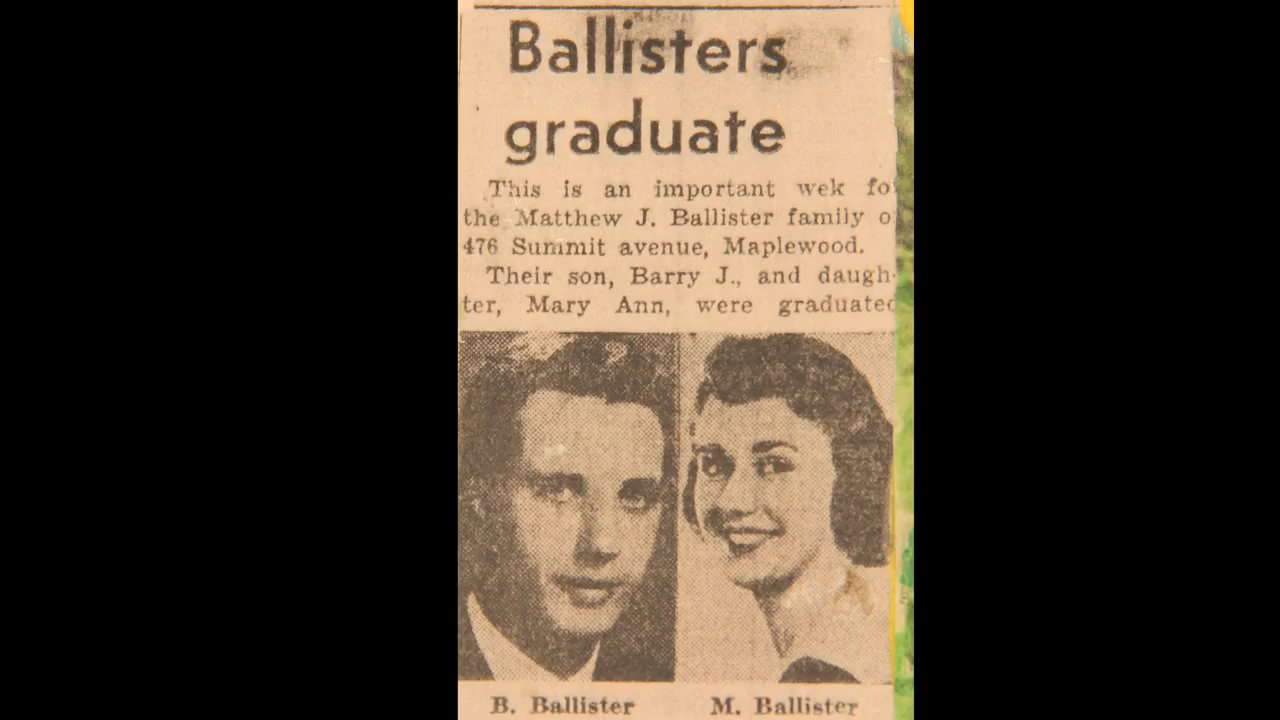 Ballisters
graduate
This is an important wek fo
the Matthew J. Ballister family o
476 Summit avenue, Maplewood.
Their son, Barry J., and daugh-
ter, Mary Ann, were graduated
B. Ballister M. Ballister